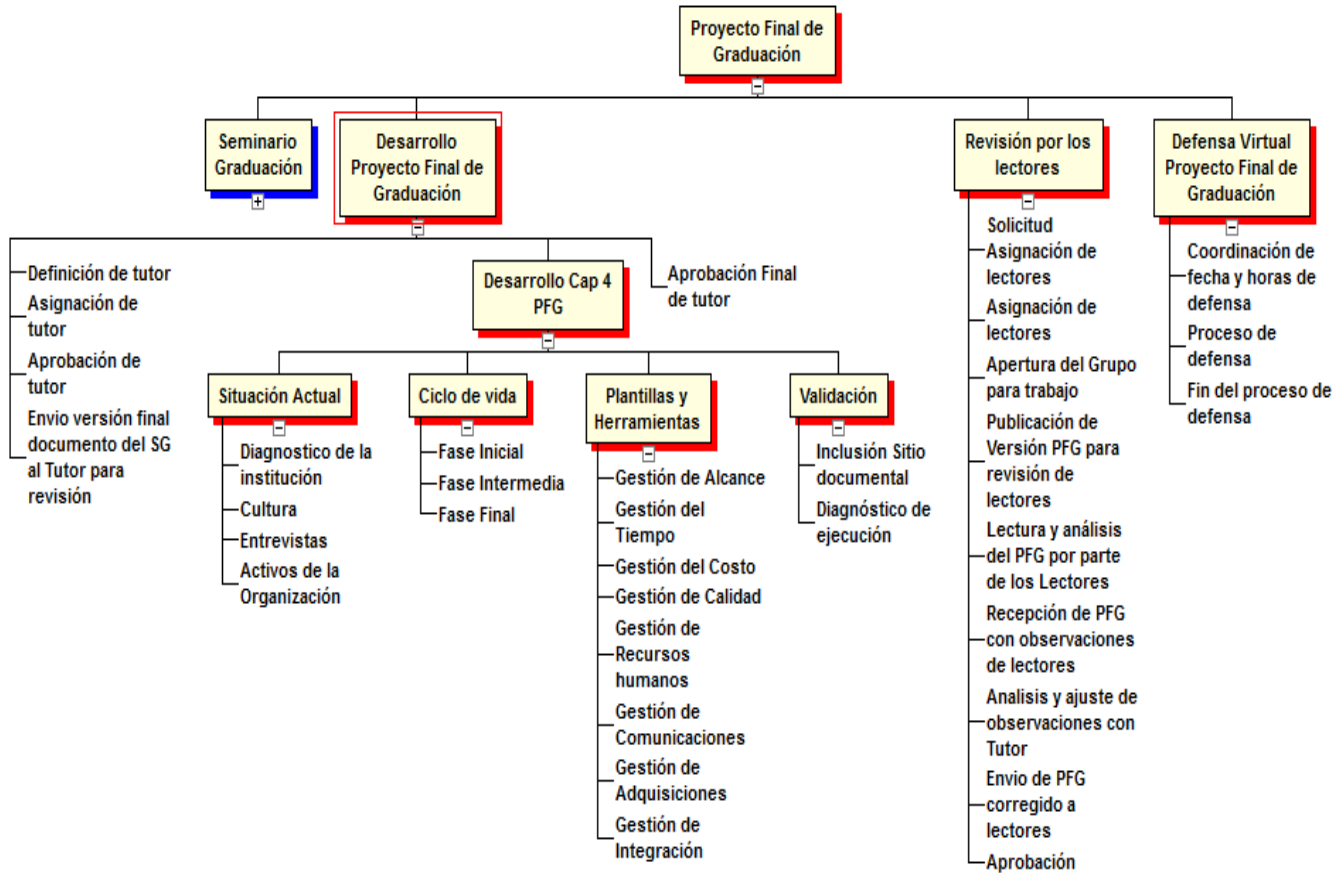 Proyecto Final de
Graduación
Seminario
Graduación
Desarrollo
Proyecto Final de
Graduación
Revisión por los
lectores
Defensa Virtual
Proyecto Final de
Graduación
Definición de tutor
Asignación de
tutor
Aprobación de
tutor
Envio versión final
documento del SG
al Tutor para
revisión
Desarrollo Cap 4
PFG
Aprobación Final
de tutor
Situación Actual
Diagnostico de la
institución
Cultura
Entrevistas
Activos de la
Organización
Ciclo de vida
Fase Inicial
Fase Intermedia
Fase Final
Plantillas y
Herramientas
Gestión de Alcance
Gestión del
Tiempo
Gestión del Costo
Gestión de Calidad
Gestión de
Recursos
humanos
Gestión de
Comunicaciones
Gestión de
Adquisiciones
Gestión de
Integración
Validación
Inclusión Sitio
documental
Diagnóstico de
ejecución
Solicitud
Asignación de
lectores
Asignación de
lectores
Apertura del Grupo
para trabajo
Publicación de
Versión PFG para
revisión de
lectores
Lectura y análisis
del PFG por parte
de los Lectores
Recepción de PFG
con observaciones
de lectores
Analisis y ajuste de
observaciones con
Tutor
Envio de PFG
corregido a
lectores
Aprobación
Coordinación de
fecha y horas de
defensa
Proceso de
defensa
Fin del proceso de
defensa